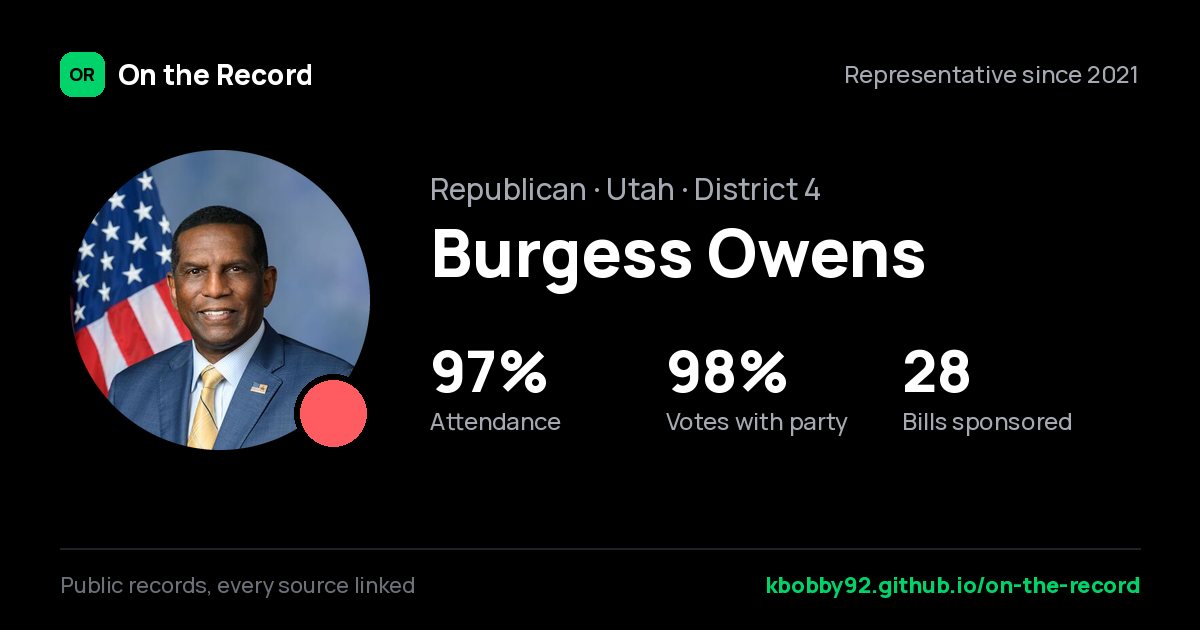 OR On the Record
Representative since 2021
Republican · Utah · District 4
Burgess Owens
97% 98% 28
Attendance Votes with party Bills sponsored
Public records, every source linked
kbobby92.github.io/on-the-record